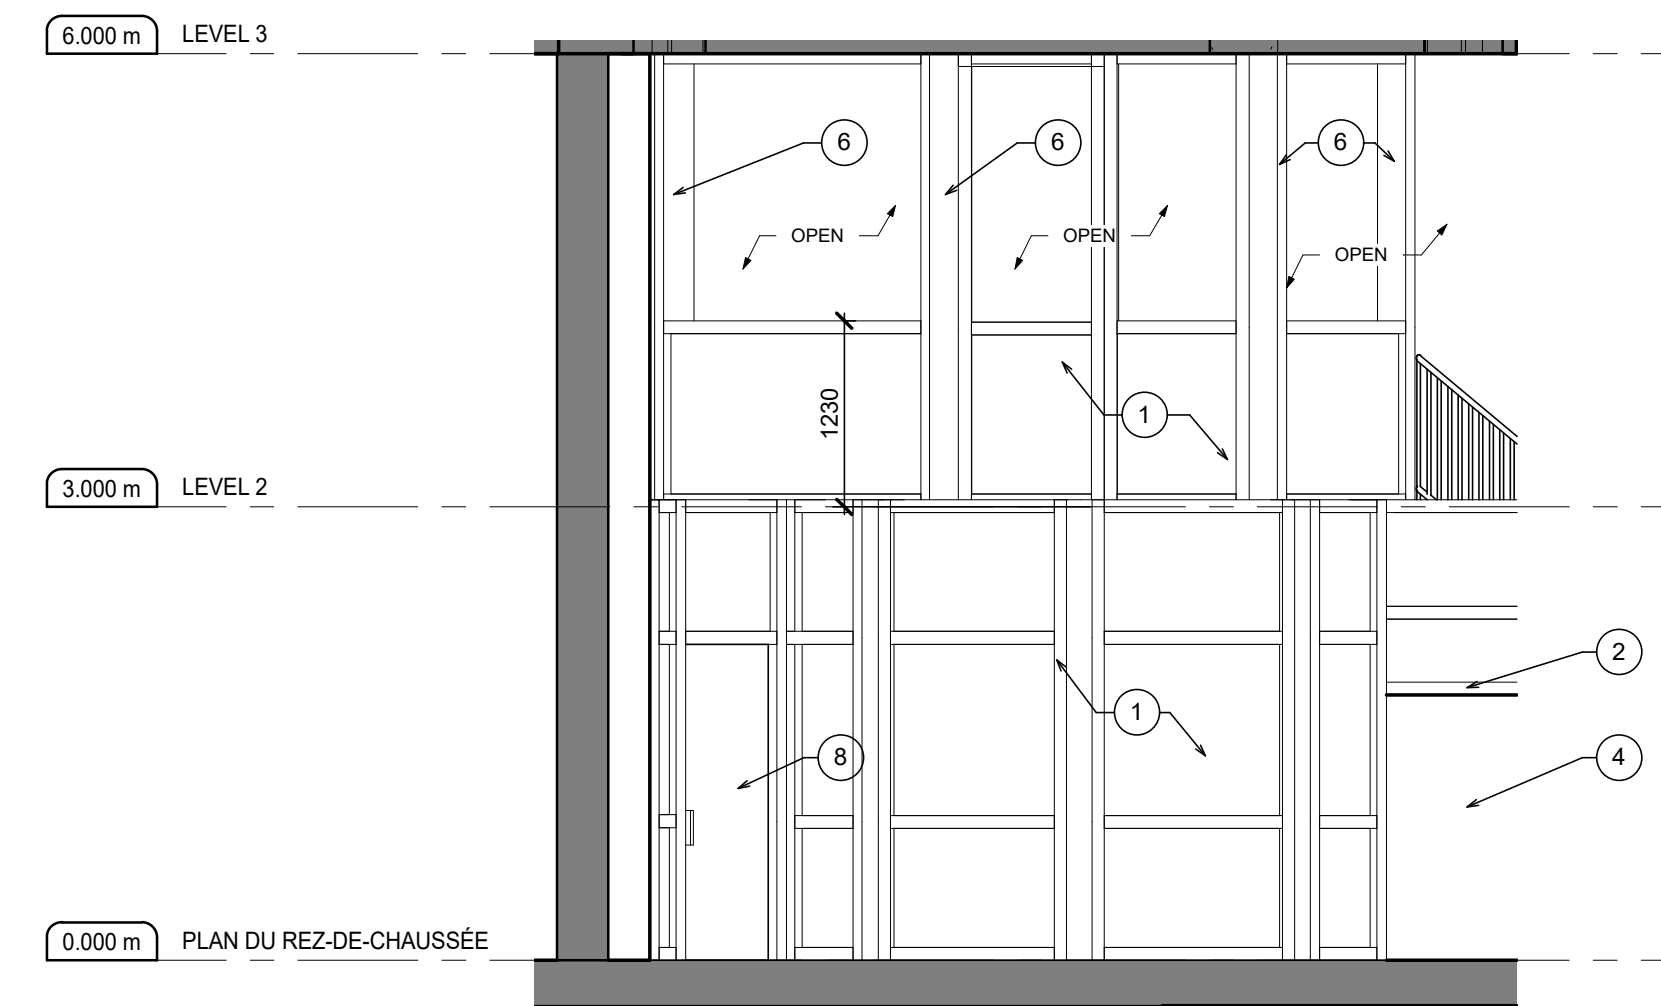 6.000 m LEVEL 3
6 6 6
OPEN OPEN OPEN
1230
1
3.000 m LEVEL 2
2
1
8 4
0.000 m PLAN DU REZ-DE-CHAUSSÉE